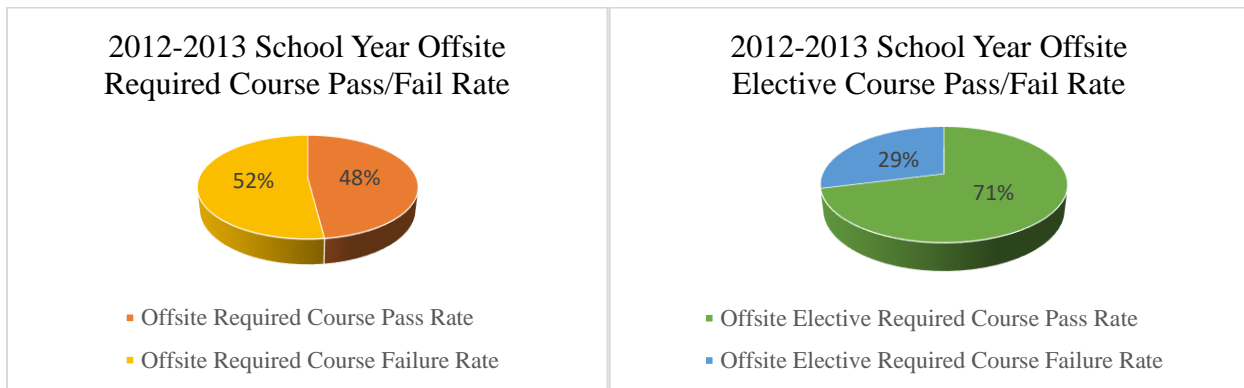 2012-2013 School Year Offsite
Required Course Pass/Fail Rate
52%
48%
Offsite Required Course Pass Rate
Offsite Required Course Failure Rate
2012-2013 School Year Offsite
Elective Course Pass/Fail Rate
29%
71%
Offsite Elective Required Course Pass Rate
Offsite Elective Required Course Failure Rate